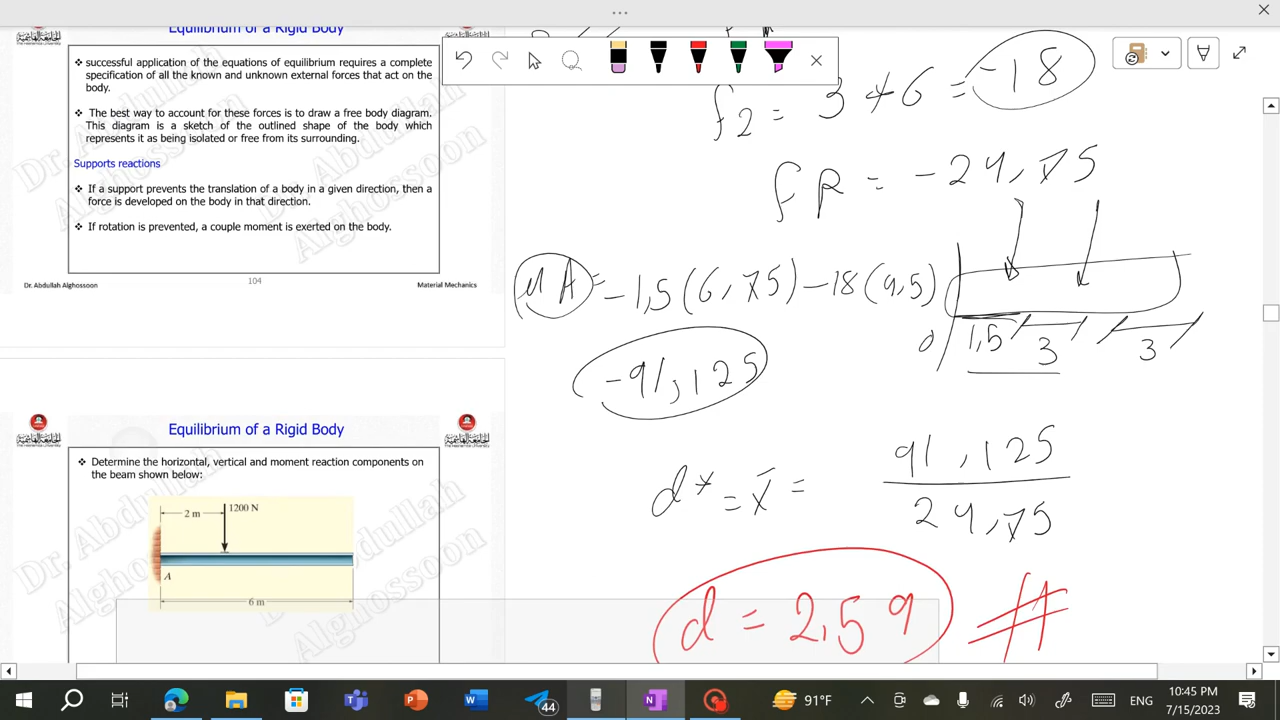 Equilibrium of a Rigid Body
❖ successful application of the equations of equilibrium requires a complete
specification of all the known and unknown external forces that act on the
body.
❖ The best way to account for these forces is to draw a free body diagram.
This diagram is a sketch of the outlined shape of the body which
represents it as being isolated or free from its surrounding.
Supports reactions
❖ If a support prevents the translation of a body in a given direction, then a
force is developed on the body in that direction.
❖ If rotation is prevented, a couple moment is exerted on the body.
Dr. Abdullah Alghossoon
104
Material Mechanics
Equilibrium of a Rigid Body
❖ Determine the horizontal, vertical and moment reaction components on
the beam shown below:
2 m
1200 N
A
6 m
f2 = 3 * 6 = -18
fR = -24,75
MA = -1,5(6,75) -18(4,5)
-91,125
1,5
3
3
d* = x̄ =
91,125
24,75
d = 2,59
44
91°F
ENG
10:45 PM
7/15/2023